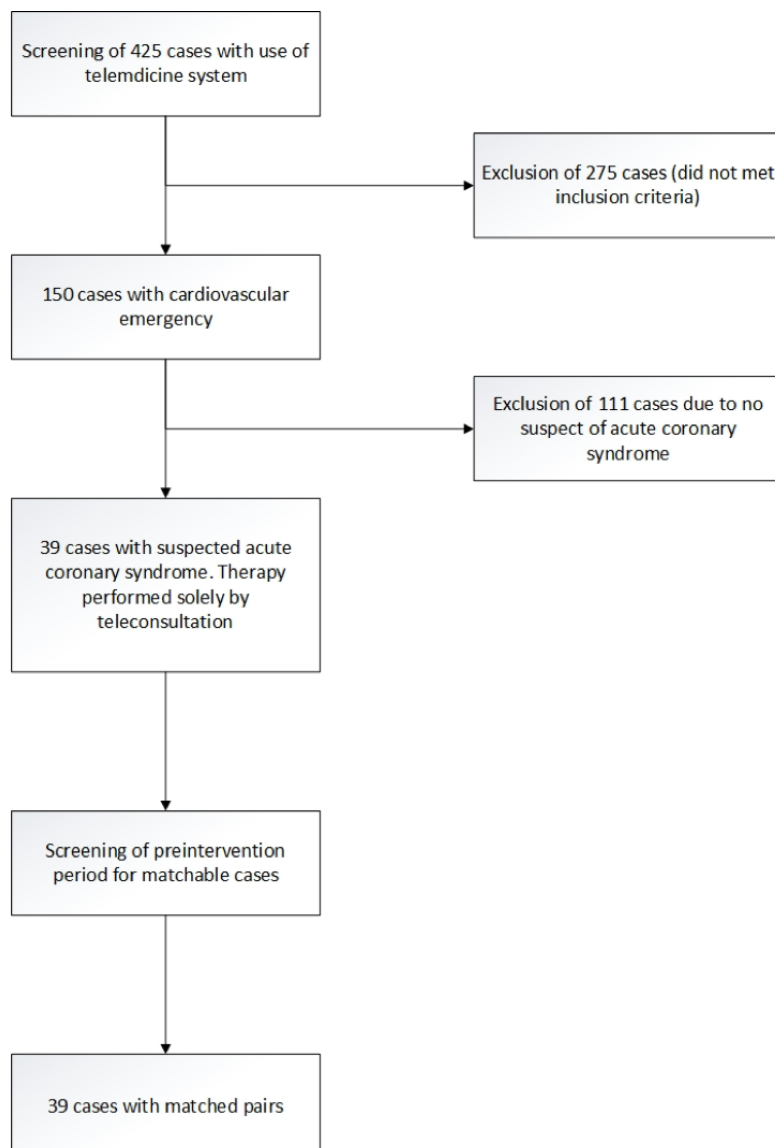 Screening of 425 cases with use of
telemdicine system
Exclusion of 275 cases (did not met
inclusion criteria)
150 cases with cardiovascular
emergency
Exclusion of 111 cases due to no
suspect of acute coronary
syndrome
39 cases with suspected acute
coronary syndrome. Therapy
performed solely by
teleconsultation
Screening of preintervention
period for matchable cases
39 cases with matched pairs